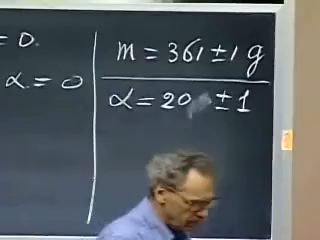 = 0.
α = 0
m = 361 ± 1 g
α = 20 ± 1